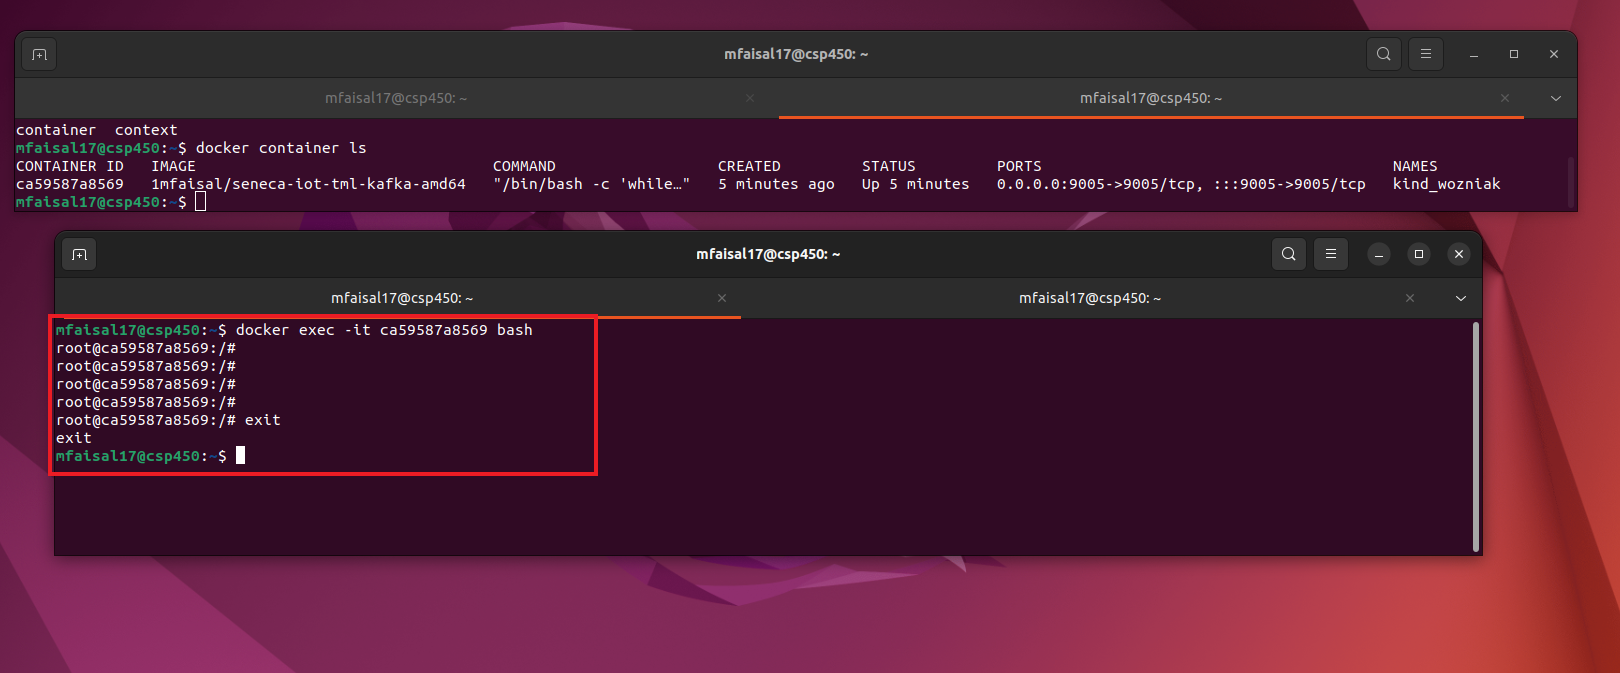 mfaisal17@csp450: ~
mfaisal17@csp450: ~ mfaisal17@csp450: ~
container  context
mfaisal17@csp450:~$ docker container ls
CONTAINER ID   IMAGE                                 COMMAND                  CREATED         STATUS         PORTS                                       NAMES
ca59587a8569   1mfaisal/seneca-iot-tml-kafka-amd64   "/bin/bash -c 'while…"   5 minutes ago   Up 5 minutes   0.0.0.0:9005->9005/tcp, :::9005->9005/tcp   kind_wozniak
mfaisal17@csp450:~$
mfaisal17@csp450: ~
mfaisal17@csp450: ~ mfaisal17@csp450: ~
mfaisal17@csp450:~$ docker exec -it ca59587a8569 bash
root@ca59587a8569:/#
root@ca59587a8569:/#
root@ca59587a8569:/#
root@ca59587a8569:/#
root@ca59587a8569:/# exit
exit
mfaisal17@csp450:~$